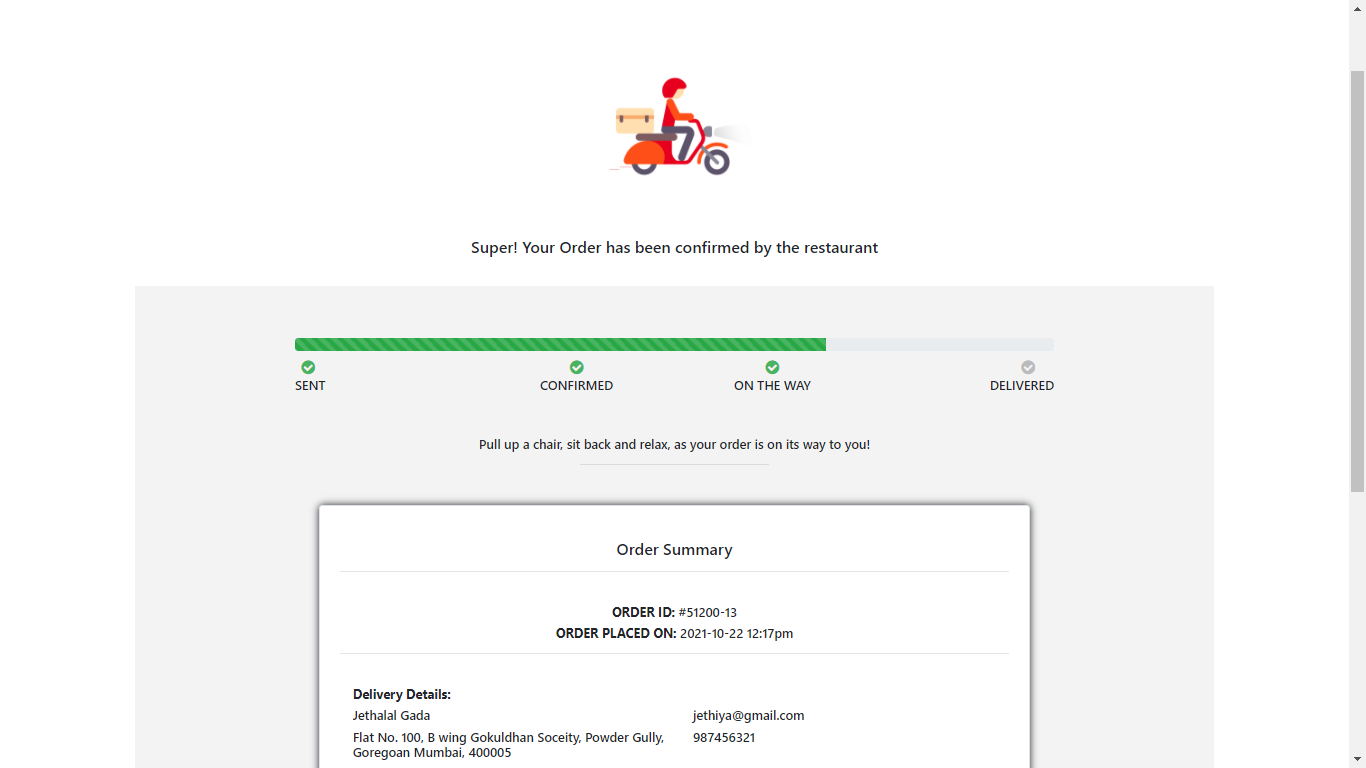 Super! Your Order has been confirmed by the restaurant
SENT CONFIRMED ON THE WAY DELIVERED
Pull up a chair, sit back and relax, as your order is on its way to you!
Order Summary
ORDER ID: #51200-13
ORDER PLACED ON: 2021-10-22 12:17pm
Delivery Details:
Jethalal Gada
jethiya@gmail.com
Flat No. 100, B wing Gokuldhan Soceity, Powder Gully,
Goregoan Mumbai, 400005
987456321